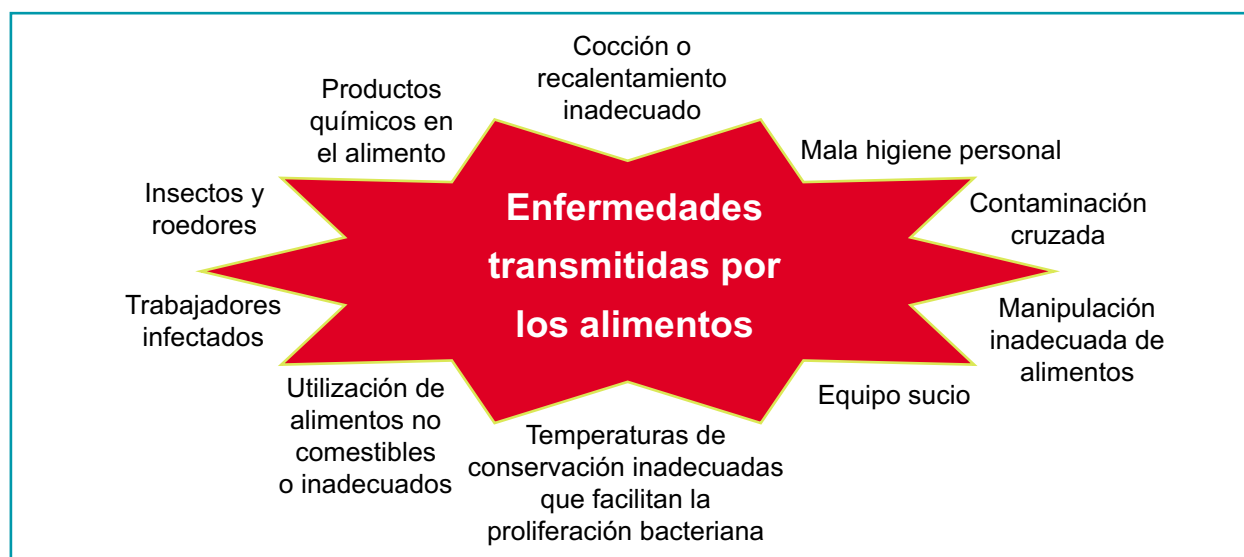 Cocción o
recalentamiento
inadecuado
Productos
químicos en
el alimento
Mala higiene personal
Insectos y
roedores
Contaminación
cruzada
Enfermedades
transmitidas por
los alimentos
Trabajadores
infectados
Manipulación
inadecuada de
alimentos
Utilización de
alimentos no
comestibles
o inadecuados
Equipo sucio
Temperaturas de
conservación inadecuadas
que facilitan la
proliferación bacteriana